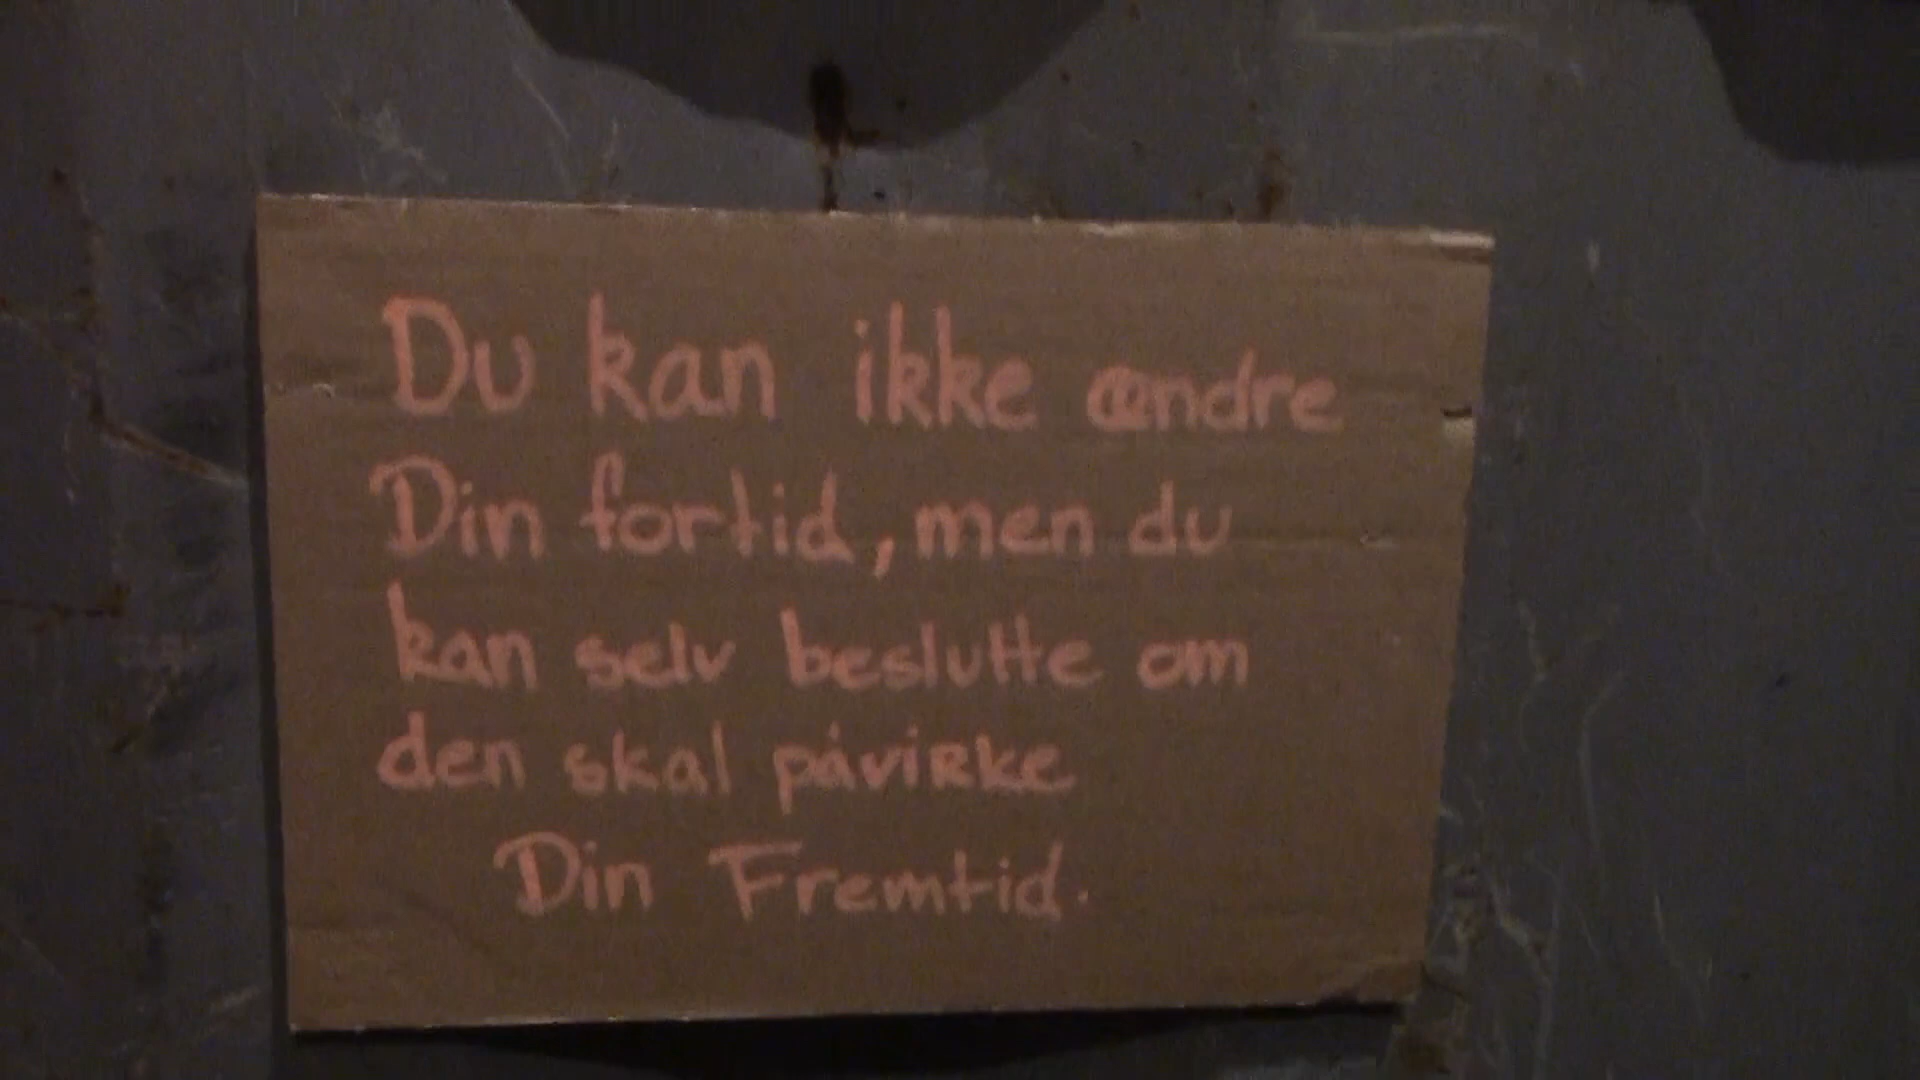 Du kan ikke ændre
Din fortid, men du
kan selv beslutte om
den skal påvirke
Din Fremtid.